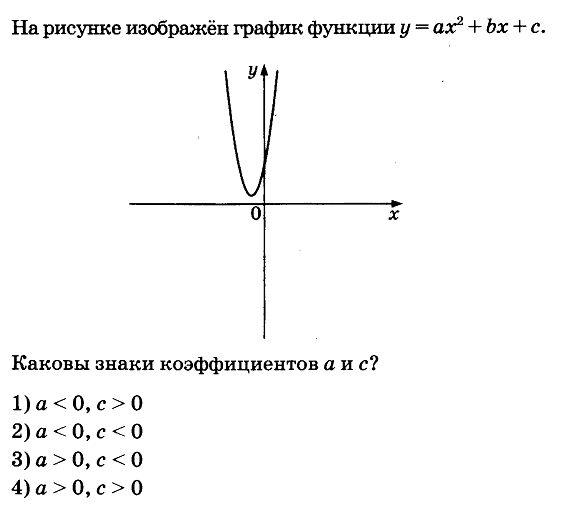 На рисунке изображён график функции y = ax² + bx + c.
y
0
x
Каковы знаки коэффициентов a и c?
1) a < 0, c > 0
2) a < 0, c < 0
3) a > 0, c < 0
4) a > 0, c > 0